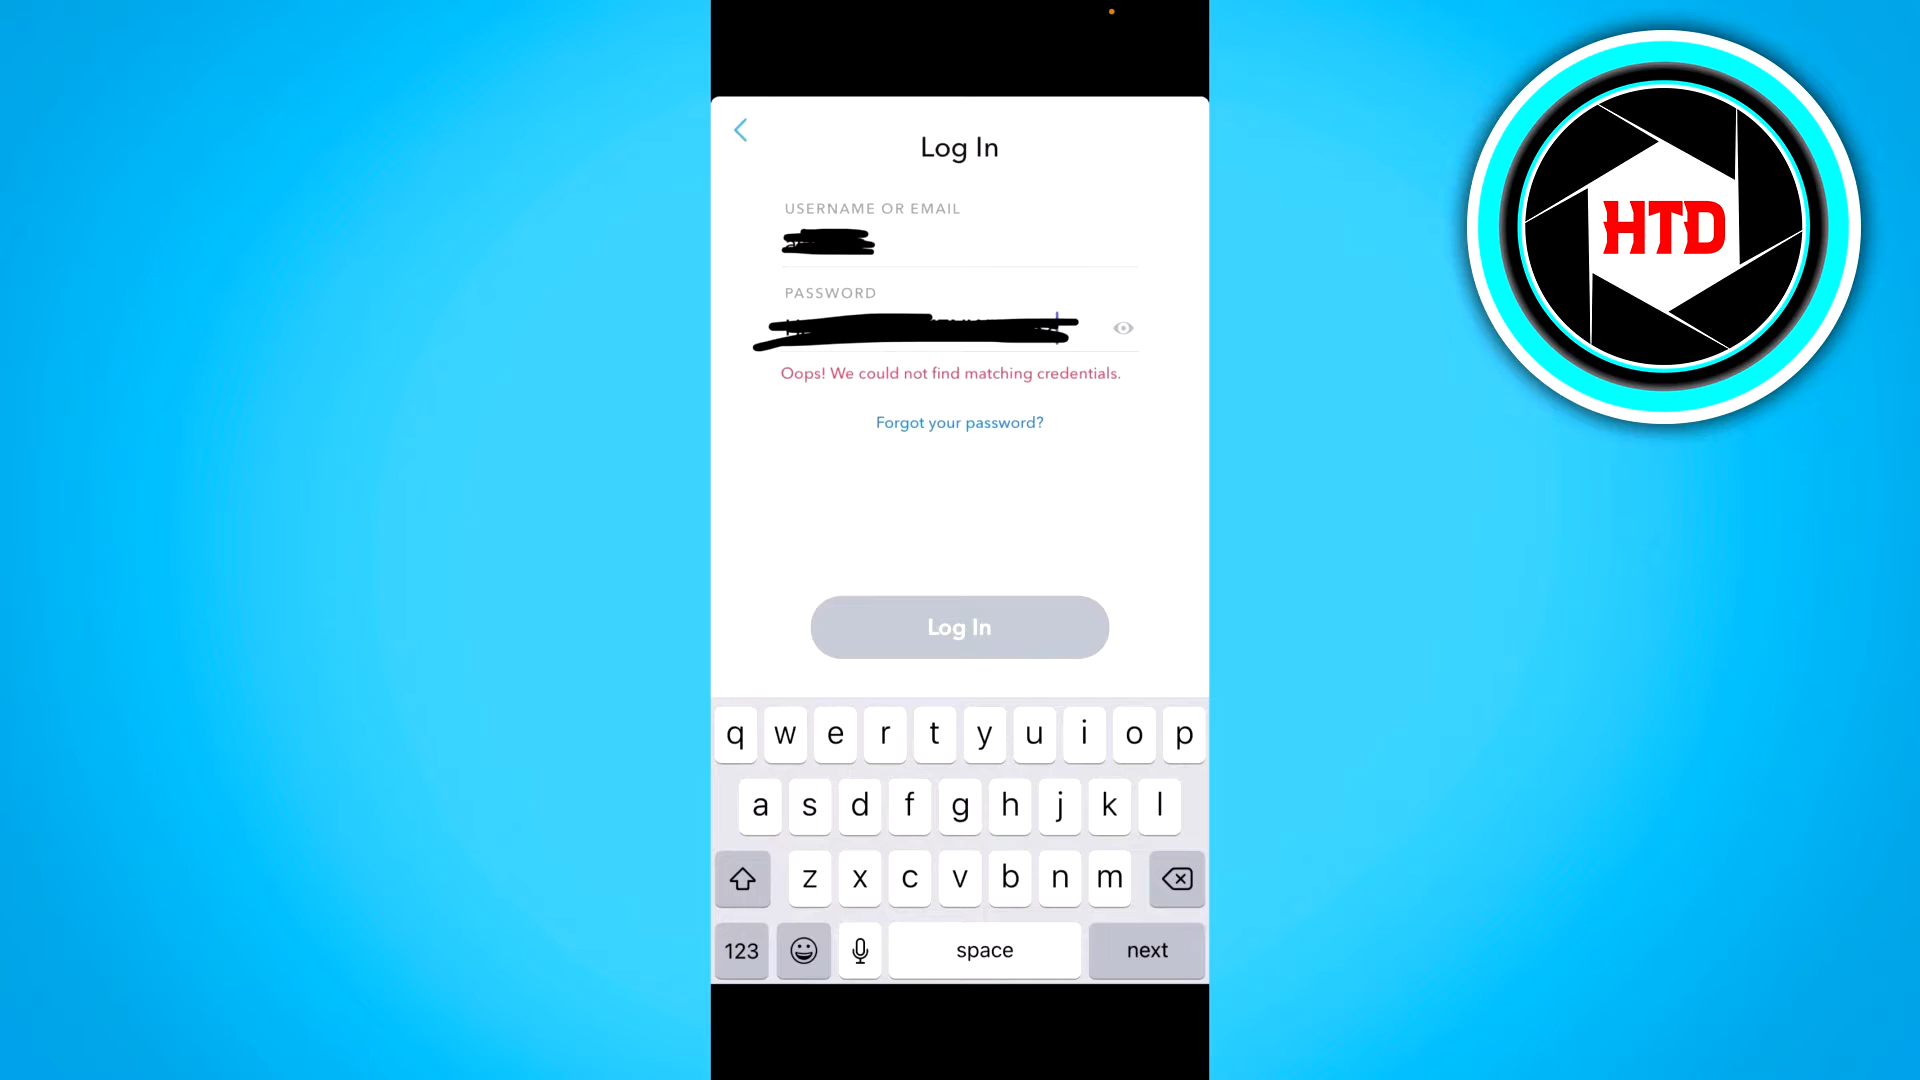 HTD
Log In
USERNAME OR EMAIL
PASSWORD
Oops! We could not find matching credentials.
Forgot your password?
Log In
q w e r t y u i o p
a s d f g h j k l
z x c v b n m
123 space next